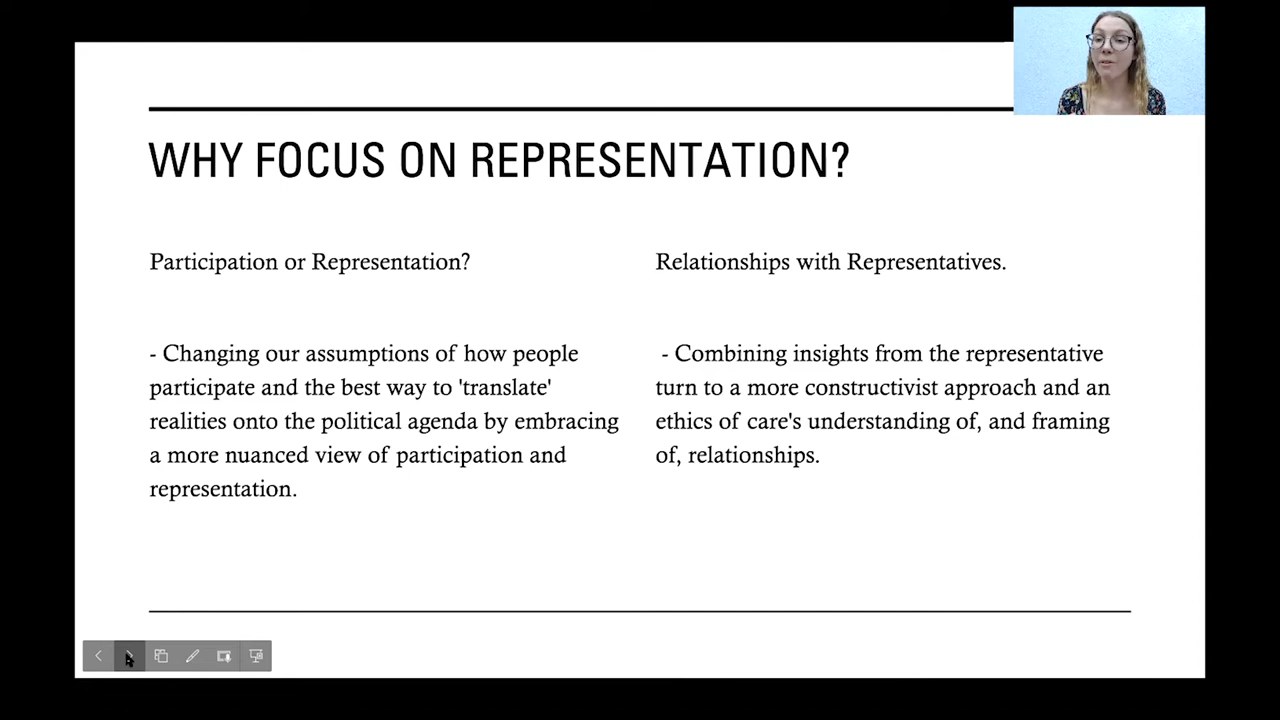 WHY FOCUS ON REPRESENTATION?
Participation or Representation?
- Changing our assumptions of how people
participate and the best way to 'translate'
realities onto the political agenda by embracing
a more nuanced view of participation and
representation.
Relationships with Representatives.
- Combining insights from the representative
turn to a more constructivist approach and an
ethics of care's understanding of, and framing
of, relationships.